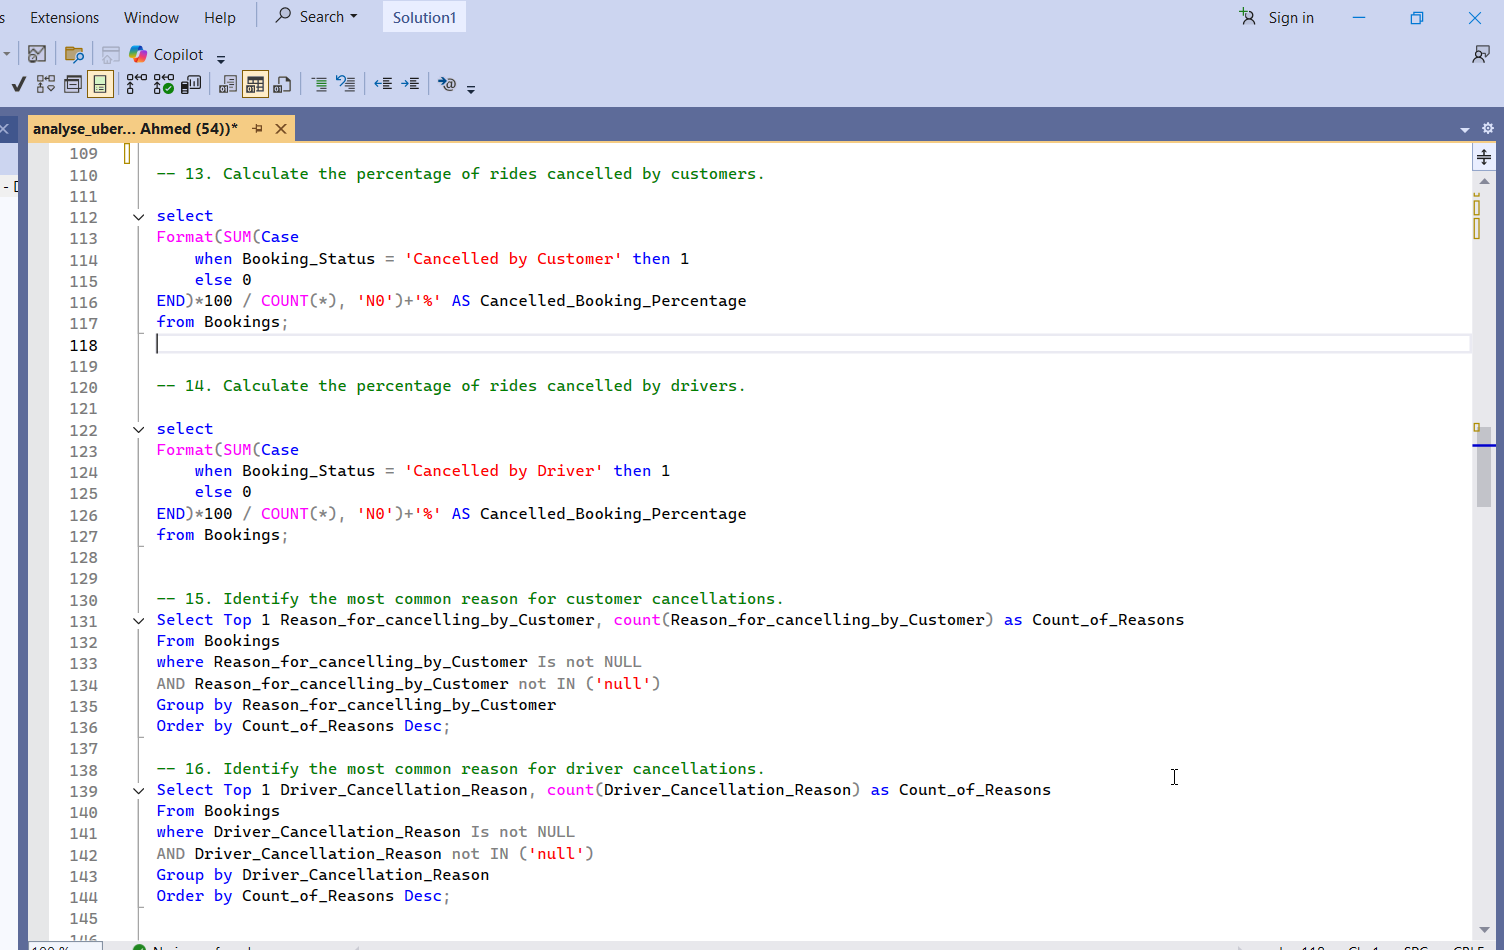 s Extensions Window Help Search Solution1 Sign in
Copilot
analyse_uber... Ahmed (54))*
109
110 -- 13. Calculate the percentage of rides cancelled by customers.
111
112 select
113 Format(SUM(Case
114 when Booking_Status = 'Cancelled by Customer' then 1
115 else 0
116 END)*100 / COUNT(*), 'N0')+'%' AS Cancelled_Booking_Percentage
117 from Bookings;
118
119
120 -- 14. Calculate the percentage of rides cancelled by drivers.
121
122 select
123 Format(SUM(Case
124 when Booking_Status = 'Cancelled by Driver' then 1
125 else 0
126 END)*100 / COUNT(*), 'N0')+'%' AS Cancelled_Booking_Percentage
127 from Bookings;
128
129
130 -- 15. Identify the most common reason for customer cancellations.
131 Select Top 1 Reason_for_cancelling_by_Customer, count(Reason_for_cancelling_by_Customer) as Count_of_Reasons
132 From Bookings
133 where Reason_for_cancelling_by_Customer Is not NULL
134 AND Reason_for_cancelling_by_Customer not IN ('null')
135 Group by Reason_for_cancelling_by_Customer
136 Order by Count_of_Reasons Desc;
137
138 -- 16. Identify the most common reason for driver cancellations.
139 Select Top 1 Driver_Cancellation_Reason, count(Driver_Cancellation_Reason) as Count_of_Reasons
140 From Bookings
141 where Driver_Cancellation_Reason Is not NULL
142 AND Driver_Cancellation_Reason not IN ('null')
143 Group by Driver_Cancellation_Reason
144 Order by Count_of_Reasons Desc;
145